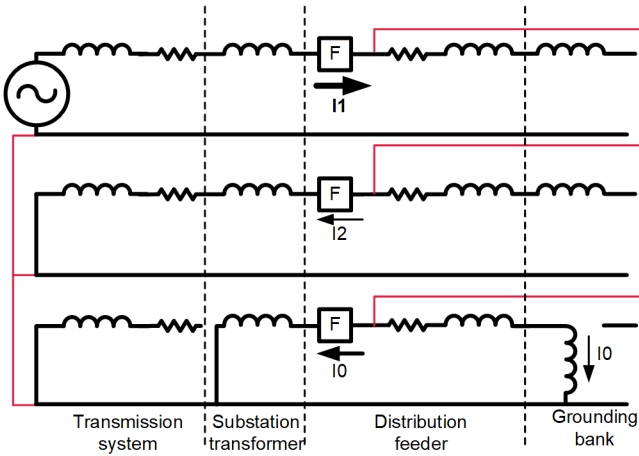 F
I1
F
I2
F
I0
I0
Transmission
system
Substation
transformer
Distribution
feeder
Grounding
bank